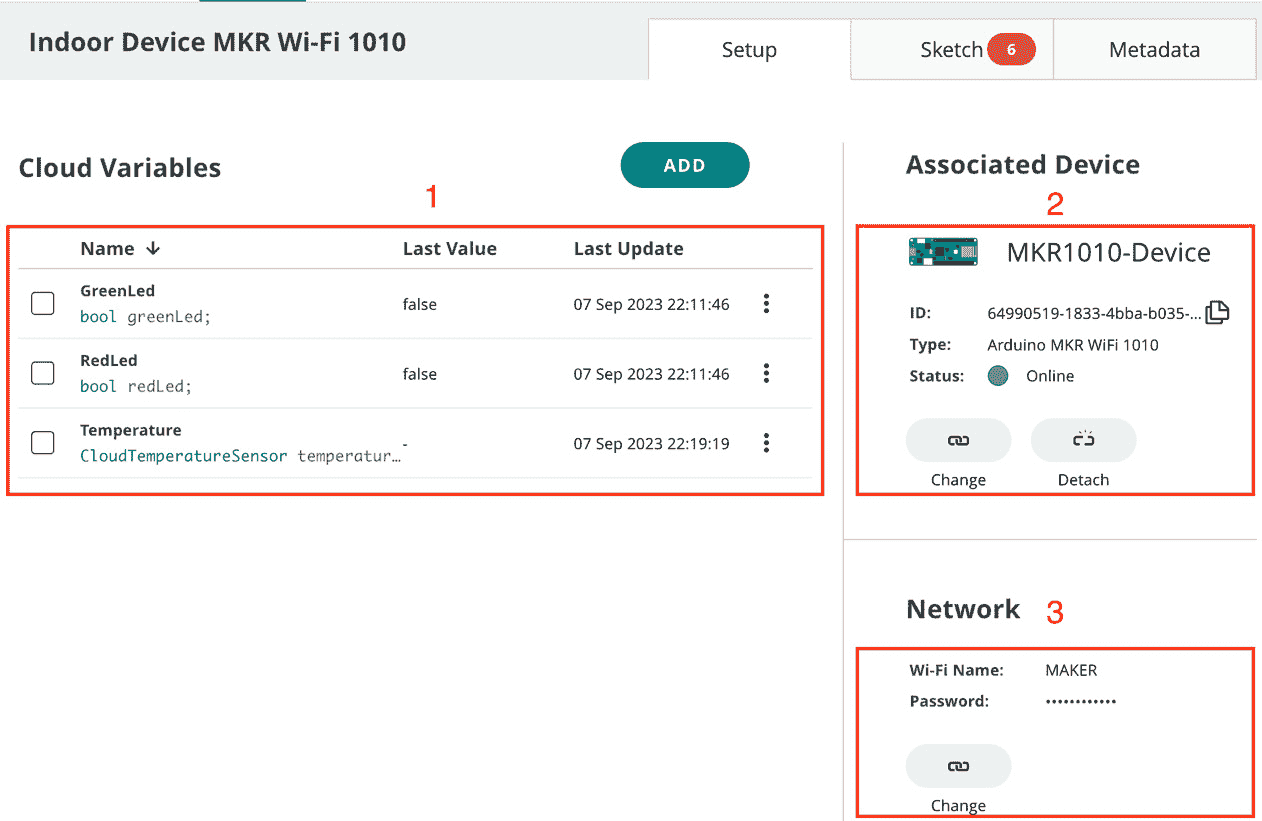 Indoor Device MKR Wi-Fi 1010
Setup
Sketch 6
Metadata
Cloud Variables
ADD
1
Name ↓ Last Value Last Update
GreenLed
bool greenLed;
false
07 Sep 2023 22:11:46
RedLed
bool redLed;
false
07 Sep 2023 22:11:46
Temperature
CloudTemperatureSensor temperatur…
-
07 Sep 2023 22:19:19
Associated Device
2
MKR1010-Device
ID: 64990519-1833-4bba-b035-...
Type: Arduino MKR WiFi 1010
Status: Online
Change
Detach
Network 3
Wi-Fi Name: MAKER
Password: ••••••••••••
Change